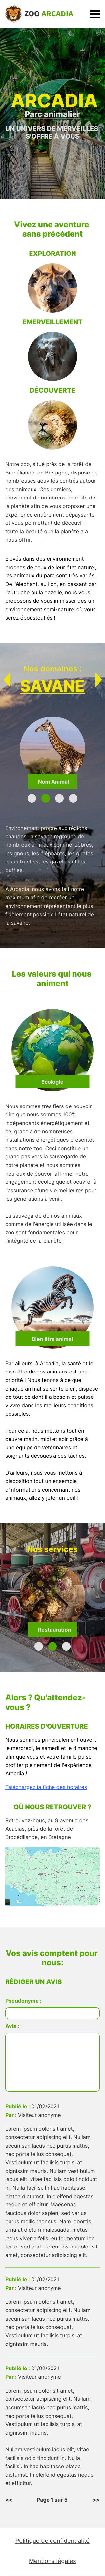 ZOO ARCADIA
ARCADIA
Parc animalier
UN UNIVERS DE MERVEILLES
S'OFFRE À VOUS
Vivez une aventure
sans précédent
EXPLORATION
EMERVEILLEMENT
DÉCOUVERTE
Notre zoo, situé près de la forêt de
Brocéliande, en Bretagne, dispose de
nombreuses activités centrées autour
des animaux. Ces derniers,
proviennent de divers endroits de
la planète afin de vous proposer une
expérience entièrement dépaysante
et vous permettant de découvrir
toute la beauté que la planète a a
nous offrir.
Elevés dans des environnement
proches de ceux de leur état naturel,
les animaux du parc sont très variés.
De l'éléphant, au lion, en passant par
l'autruche ou la gazelle, nous vous
proposons de vous immiser dans un
environnement semi-naturel où vous
serez époustouflés !
Nos domaines :
SAVANE
Nom Animal
Environnement propre aux régions
chaudes, la savane regorgre de
nombreux animaux comme, zèbres,
les gnous, les éléphants, les girafes,
les autruches, les gazelles et les
buffles.
A Arcadia, nous avons fait notre
maximum afin de recréer un
environnement représentant le plus
fidèlement possible l'état naturel de
la savane.
Les valeurs qui nous
animent
Ecologie
Nous sommes très fiers de pouvoir
dire que nous sommes 100%
indépendants énergétiquement et
ce, grâce à de nombreuses
installations énergétiques présentes
dans notre zoo. Ceci constitue un
grand pas vers la sauvegarde de
notre planète et nous sommes
heureux de pouvoir affirmer notre
engagement écologique et oeuvrer à
l'assurance d'une vie meilleures pour
les générations à venir.
La sauvegarde de nos animaux
comme de l'énergie utilisée dans le
zoo sont fondamentales pour
l'intégrité de la planète !
Bien être animal
Par ailleurs, à Arcadia, la santé et le
bien être de nos animaux est une
priorité ! Nous tenons à ce que
chaque animal se sente bien, dispose
de tout ce dont il a besoin et puisse
vivre dans les meilleures conditions
possibles.
Pour cela, nous mettons tout en
oeuvre matin, midi et soir grâce à
une équipe de vétérinaires et
soignants dévoués à ces tâches.
D'ailleurs, nous vous mettons à
disposition tout un ensemble
d'informations concernant nos
animaux, allez y jeter un oeil !
Nos services
Restauration
Alors ? Qu'attendez-
vous ?
HORAIRES D'OUVERTURE
Nous sommes principalement ouvert
le mercredi, le samedi et le dimanche
afin que vous et votre famille puisse
profiter pleinement de l'expérience
Arcadia !
Téléchargez la fiche des horaires
OÙ NOUS RETROUVER ?
Retrouvez-nous, au 9 avenue des
Acacias, près de la forêt de
Brocédliande, en Bretagne
Vos avis comptent pour
nous:
RÉDIGER UN AVIS
Pseudonyme :
Avis :
Publié le : 01/02/2021
Par : Visiteur anonyme
Lorem ipsum dolor sit amet,
consectetur adipiscing elit. Nullam
accumsan lacus nec purus mattis,
nec porta tellus consequat.
Vestibulum ut facilisis turpis, at
dignissim mauris. Nullam vestibulum
lacus elit, vitae facilisis odio tincidunt
in. Nulla facilisi. In hac habitasse
platea dictumst. In eleifend egestas
neque et efficitur. Maecenas
faucibus dolor sapien, sed varius
purus mollis rhoncus. Nam lobortis,
urna at dictum malesuada, metus
lacus viverra felis, eu fermentum leo
tortor sed erat. Lorem ipsum dolor sit
amet, consectetur adipiscing elit.
Publié le : 01/02/2021
Par : Visiteur anonyme
Lorem ipsum dolor sit amet,
consectetur adipiscing elit. Nullam
accumsan lacus nec purus mattis,
nec porta tellus consequat.
Vestibulum ut facilisis turpis, at
dignissim mauris.
Publié le : 01/02/2021
Par : Visiteur anonyme
Lorem ipsum dolor sit amet,
consectetur adipiscing elit. Nullam
accumsan lacus nec purus mattis,
nec porta tellus consequat.
Vestibulum ut facilisis turpis, at
dignissim mauris.
Nullam vestibulum lacus elit, vitae
facilisis odio tincidunt in. Nulla
facilisi. In hac habitasse platea
dictumst. In eleifend egestas neque
et efficitur.
<< Page 1 sur 5 >>
Politique de confidentialité
Mentions légales